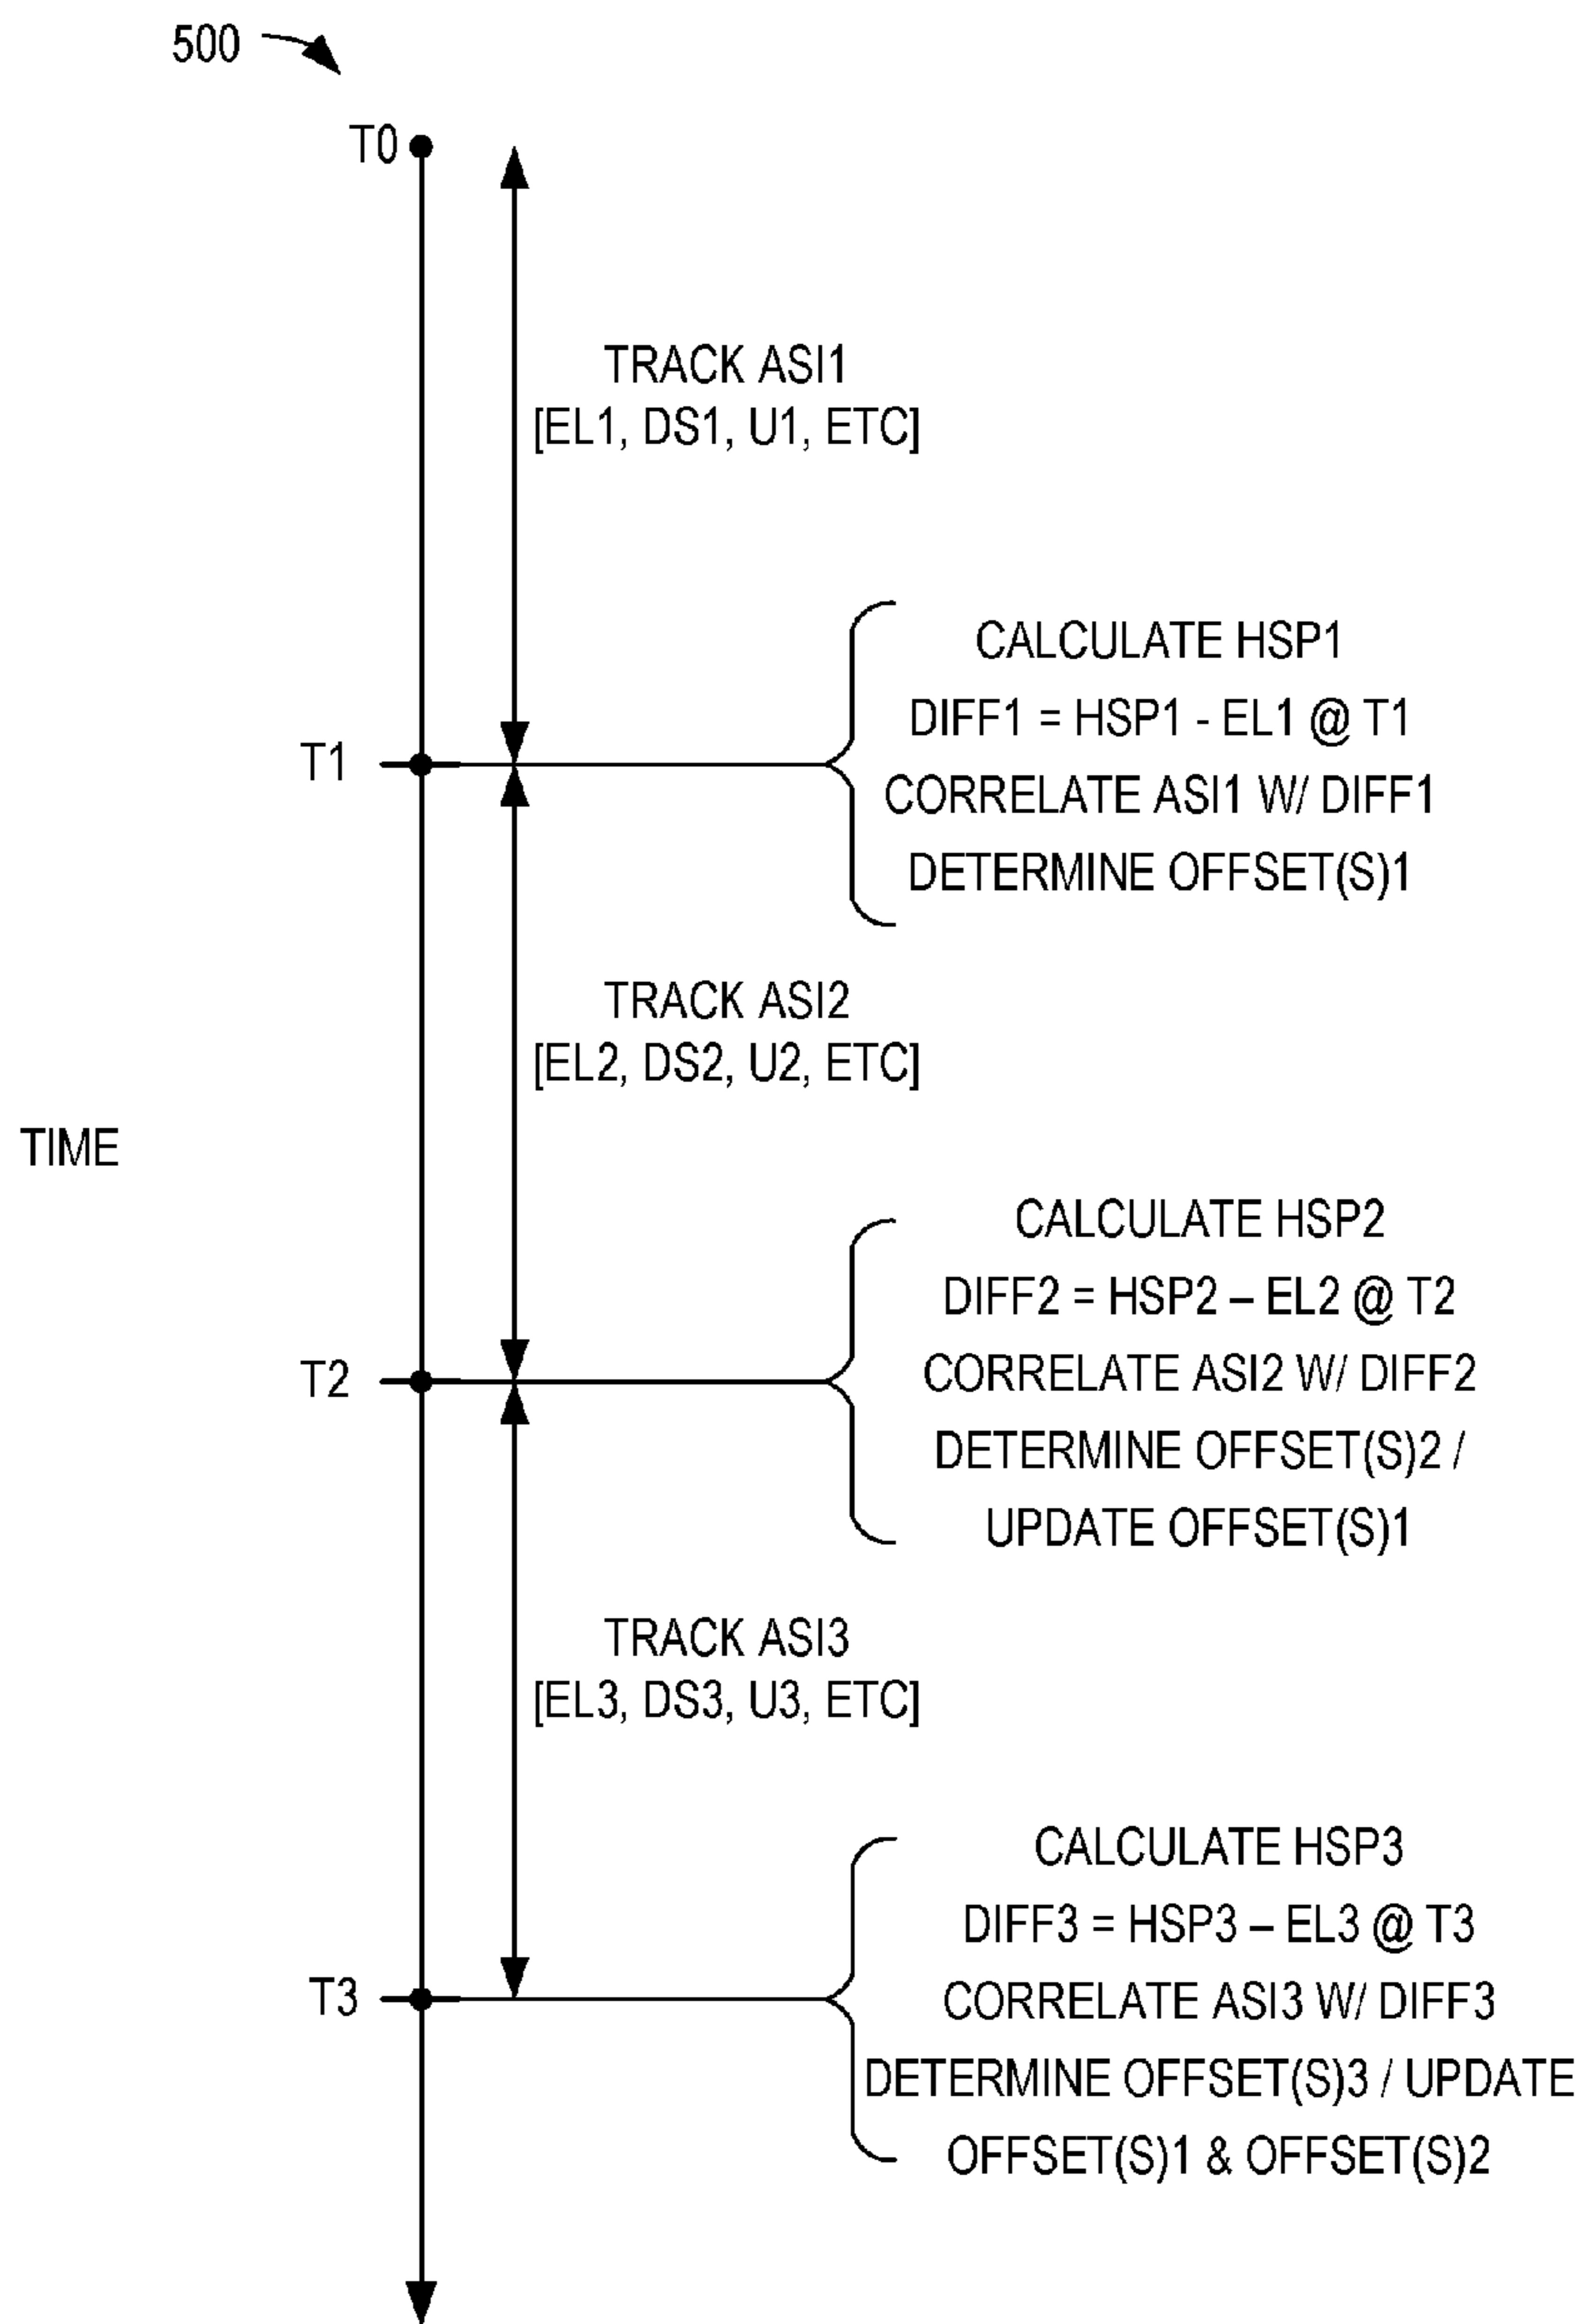 500
T0
TRACK ASI1
[EL1, DS1, U1, ETC]
CALCULATE HSP1
DIFF1 = HSP1 - EL1 @ T1
T1
CORRELATE ASI1 W/ DIFF1
DETERMINE OFFSET(S)1
TRACK ASI2
[EL2, DS2, U2, ETC]
TIME
CALCULATE HSP2
DIFF2 = HSP2 – EL2 @ T2
T2
CORRELATE ASI2 W/ DIFF2
DETERMINE OFFSET(S)2 /
UPDATE OFFSET(S)1
TRACK ASI3
[EL3, DS3, U3, ETC]
CALCULATE HSP3
DIFF3 = HSP3 – EL3 @ T3
T3
CORRELATE ASI3 W/ DIFF3
DETERMINE OFFSET(S)3 / UPDATE
OFFSET(S)1 & OFFSET(S)2